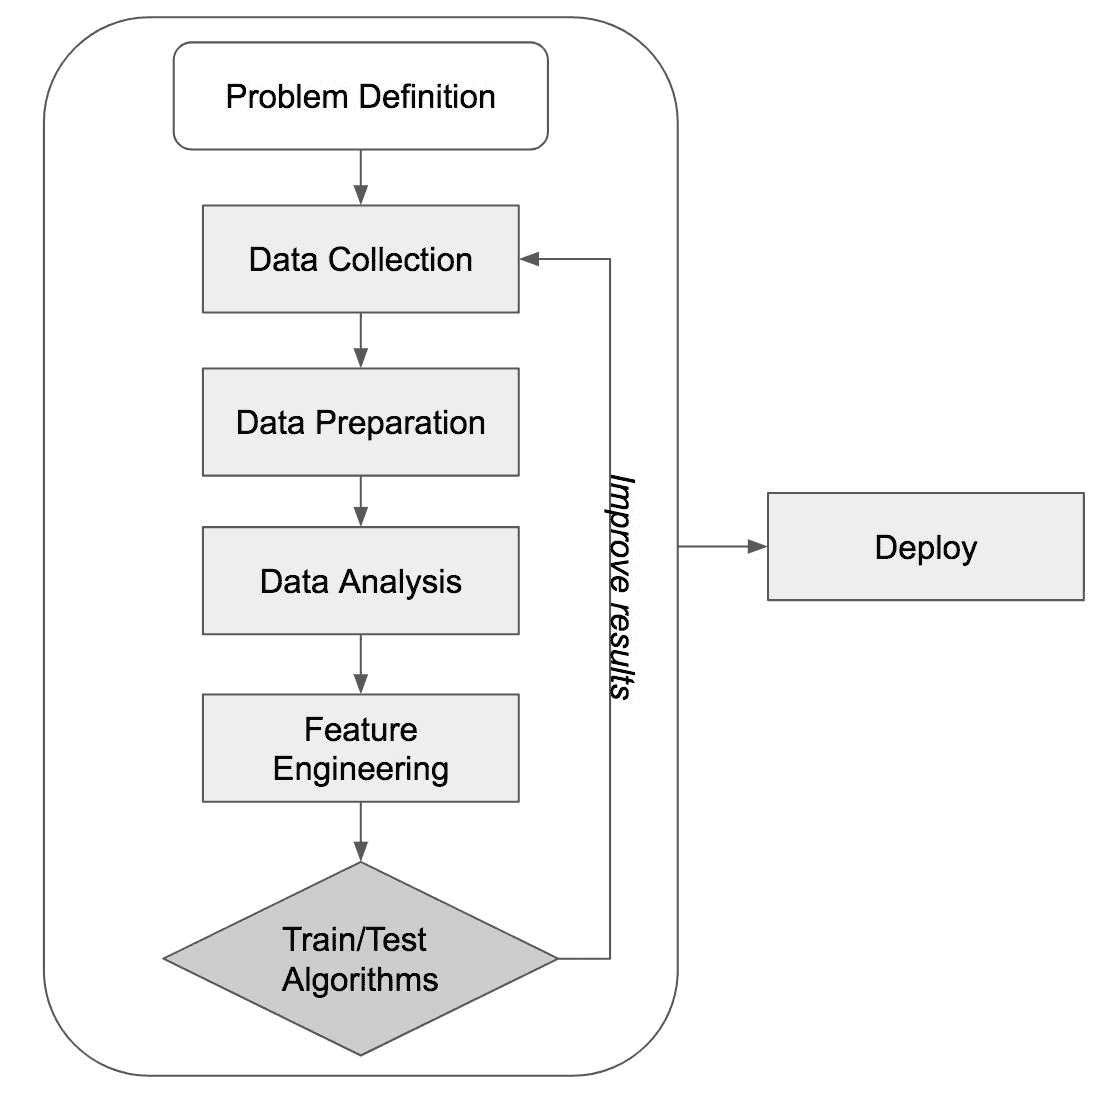 Problem Definition
Data Collection
Data Preparation
Data Analysis
Feature
Engineering
Train/Test
Algorithms
Improve results
Deploy